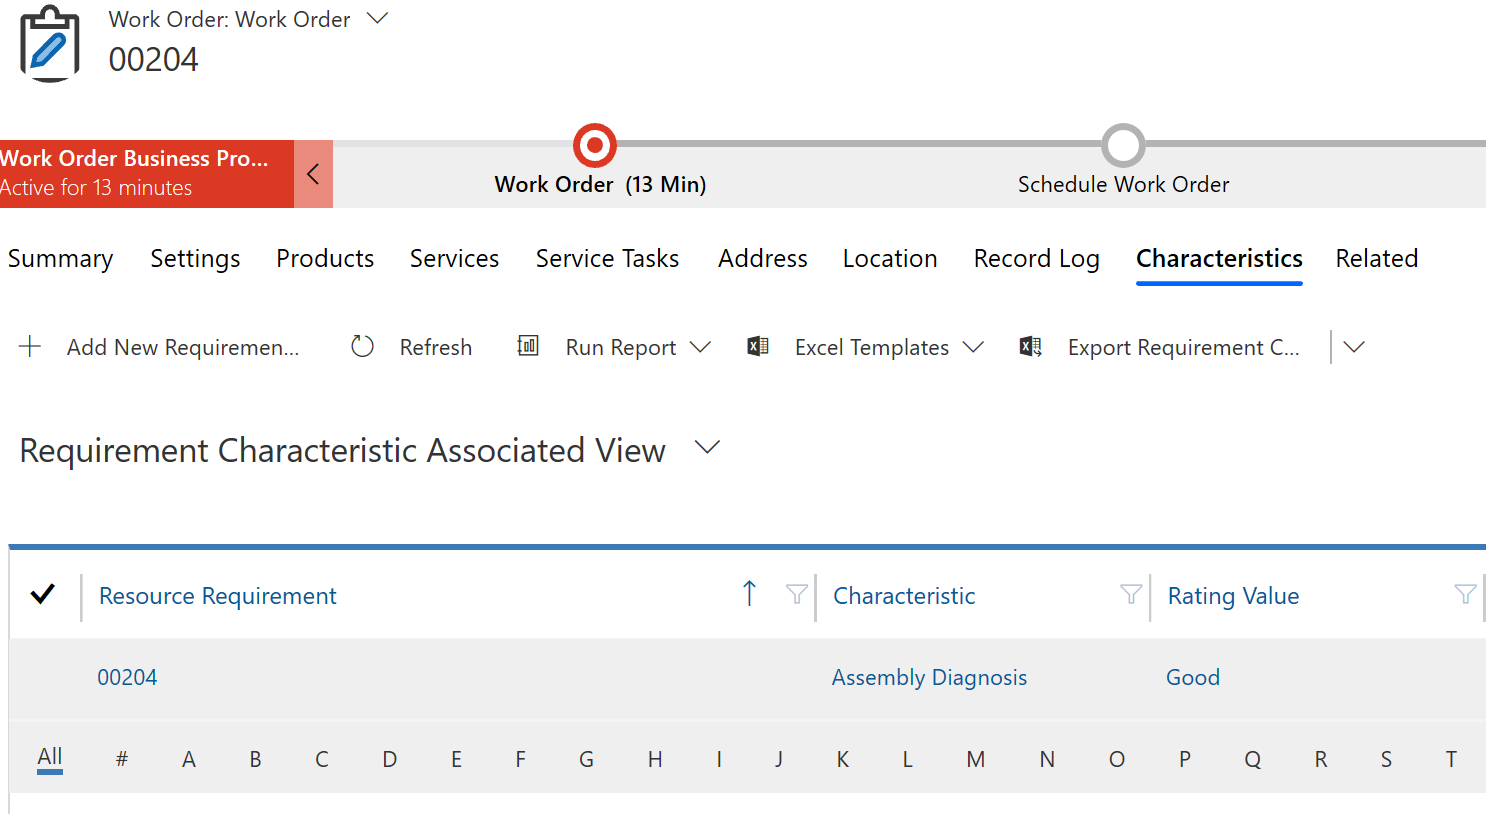 Work Order: Work Order
00204
Work Order Business Pro...
Active for 13 minutes
Work Order (13 Min)
Schedule Work Order
Summary Settings Products Services Service Tasks Address Location Record Log Characteristics Related
Add New Requiremen... Refresh Run Report Excel Templates Export Requirement C...
Requirement Characteristic Associated View
Resource Requirement Characteristic Rating Value
00204 Assembly Diagnosis Good
All # A B C D E F G H I J K L M N O P Q R S T